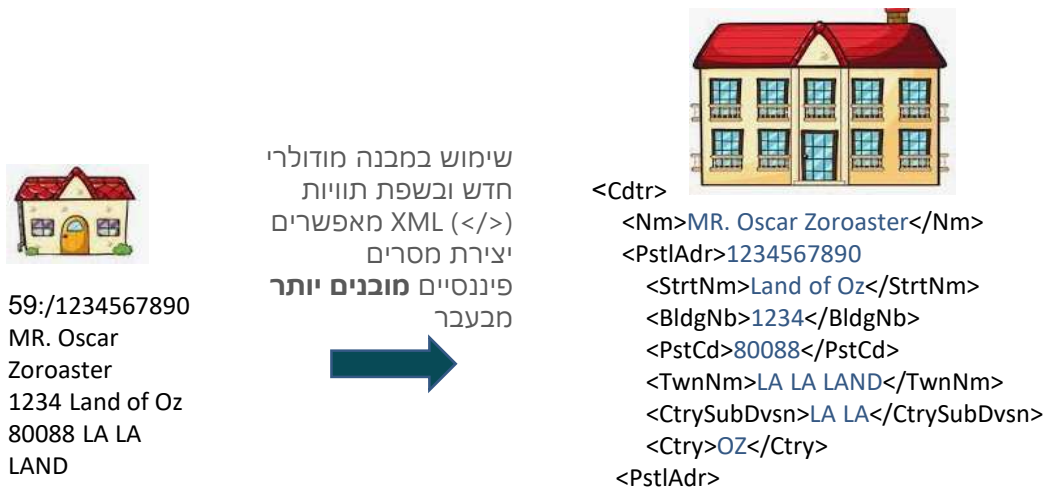 59:/1234567890
MR. Oscar
Zoroaster
1234 Land of Oz
80088 LA LA
LAND
שימוש במבנה מודולרי
חדש ובשפת תוויות
XML (</>) מאפשרים
יצירת מסרים
פיננסיים מובנים יותר
מבעבר
<Cdtr>
<Nm>MR. Oscar Zoroaster</Nm>
<PstlAdr>1234567890
<StrtNm>Land of Oz</StrtNm>
<BldgNb>1234</BldgNb>
<PstCd>80088</PstCd>
<TwnNm>LA LA LAND</TwnNm>
<CtrySubDvsn>LA LA</CtrySubDvsn>
<Ctry>OZ</Ctry>
<PstlAdr>